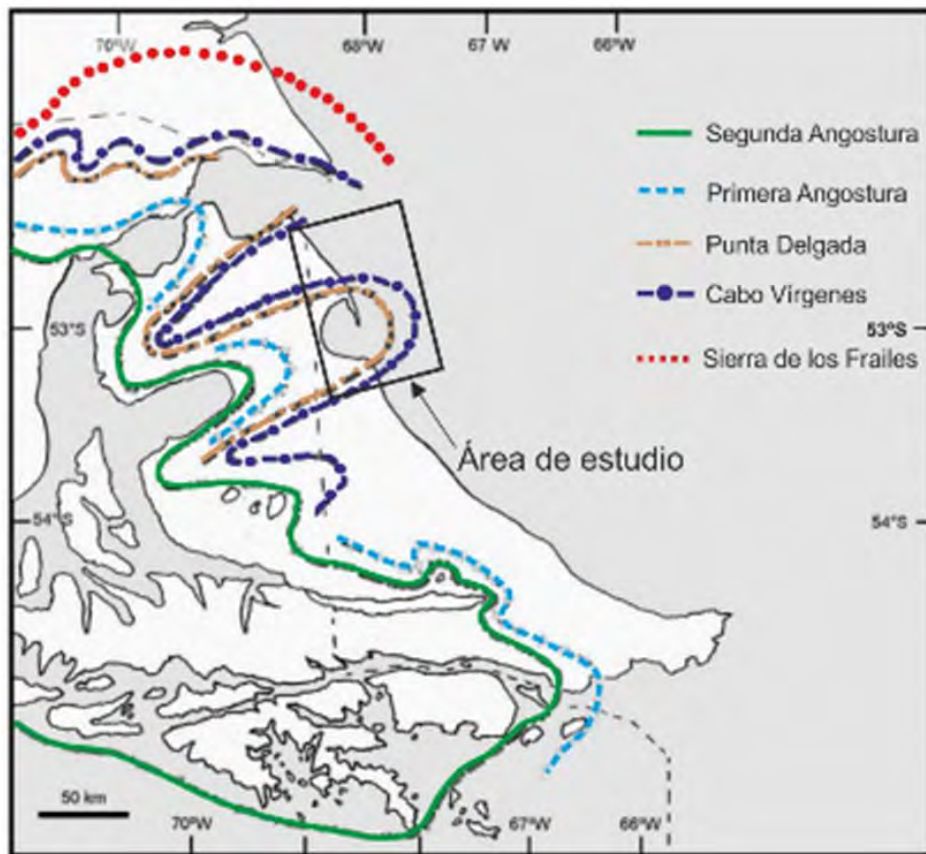 70°W 68°W 67 W 66°W
Segunda Angostura
Primera Angostura
Punta Delgada
Cabo Vírgenes
53°S 53°S
Sierra de los Frailes
Área de estudio
54°S 54°S
50 km
70°W 67°W 66°W